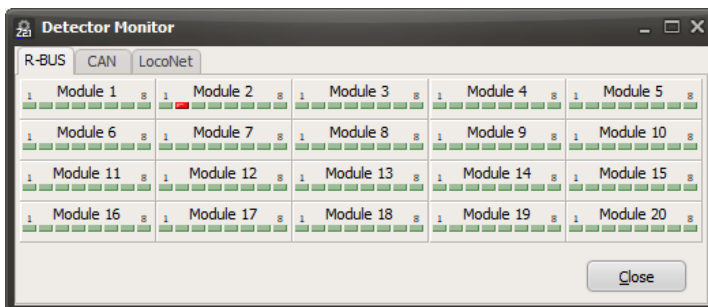 Z21 Detector Monitor
R-BUS CAN LocoNet
1 Module 1 8 1 Module 2 8 1 Module 3 8 1 Module 4 8 1 Module 5 8
1 Module 6 8 1 Module 7 8 1 Module 8 8 1 Module 9 8 1 Module 10 8
1 Module 11 8 1 Module 12 8 1 Module 13 8 1 Module 14 8 1 Module 15 8
1 Module 16 8 1 Module 17 8 1 Module 18 8 1 Module 19 8 1 Module 20 8
Close